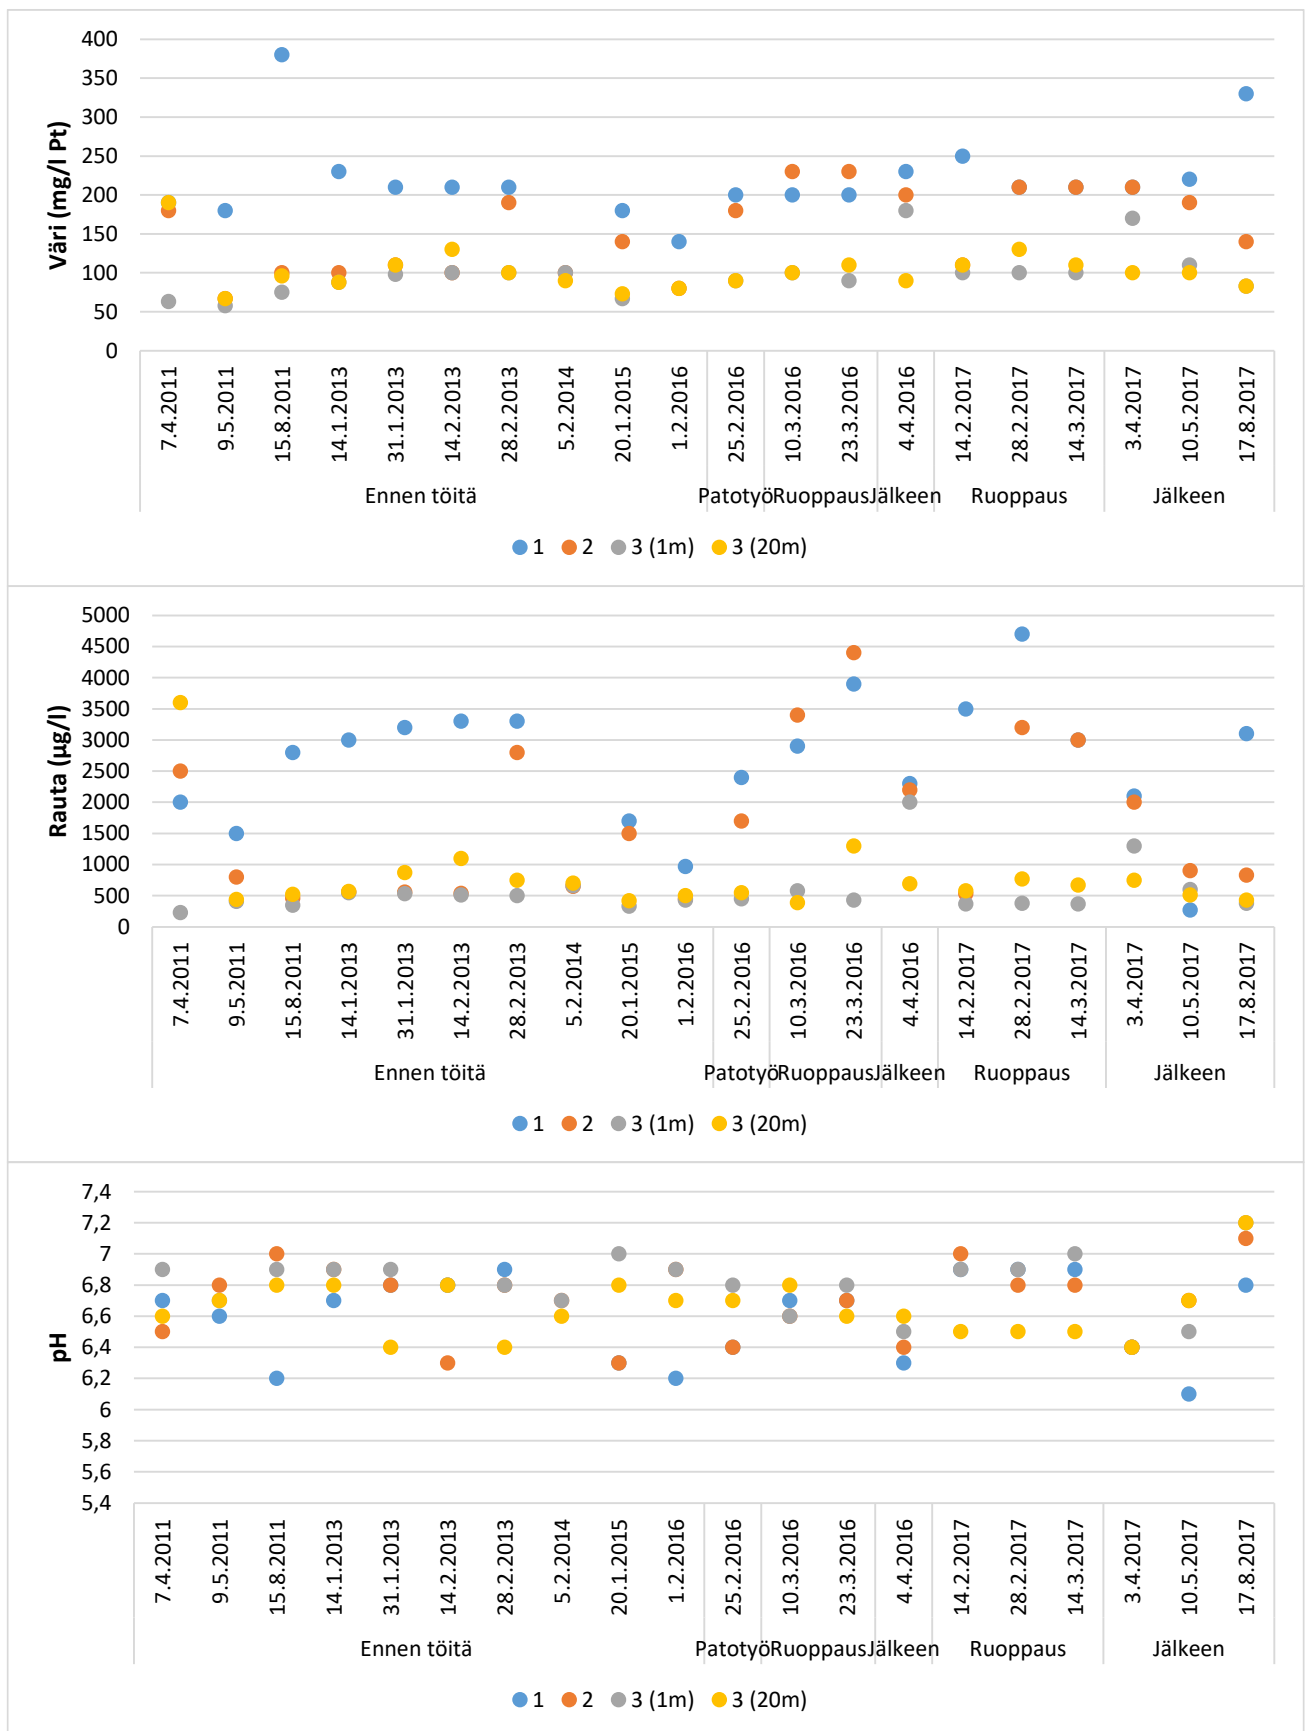 400
350
300
250
200
150
100
50
0
Väri (mg/l Pt)
7.4.2011 9.5.2011 15.8.2011 14.1.2013 31.1.2013 14.2.2013 28.2.2013 5.2.2014 20.1.2015 1.2.2016 25.2.2016 10.3.2016 23.3.2016 4.4.2016 14.2.2017 28.2.2017 14.3.2017 3.4.2017 10.5.2017 17.8.2017
Ennen töitä Patotyö Ruoppaus Jälkeen Ruoppaus Jälkeen
1 2 3 (1m) 3 (20m)
5000
4500
4000
3500
3000
2500
2000
1500
1000
500
0
Rauta (µg/l)
7.4.2011 9.5.2011 15.8.2011 14.1.2013 31.1.2013 14.2.2013 28.2.2013 5.2.2014 20.1.2015 1.2.2016 25.2.2016 10.3.2016 23.3.2016 4.4.2016 14.2.2017 28.2.2017 14.3.2017 3.4.2017 10.5.2017 17.8.2017
Ennen töitä Patotyö Ruoppaus Jälkeen Ruoppaus Jälkeen
1 2 3 (1m) 3 (20m)
7,4
7,2
7
6,8
6,6
6,4
6,2
6
5,8
5,6
5,4
pH
7.4.2011 9.5.2011 15.8.2011 14.1.2013 31.1.2013 14.2.2013 28.2.2013 5.2.2014 20.1.2015 1.2.2016 25.2.2016 10.3.2016 23.3.2016 4.4.2016 14.2.2017 28.2.2017 14.3.2017 3.4.2017 10.5.2017 17.8.2017
Ennen töitä Patotyö Ruoppaus Jälkeen Ruoppaus Jälkeen
1 2 3 (1m) 3 (20m)